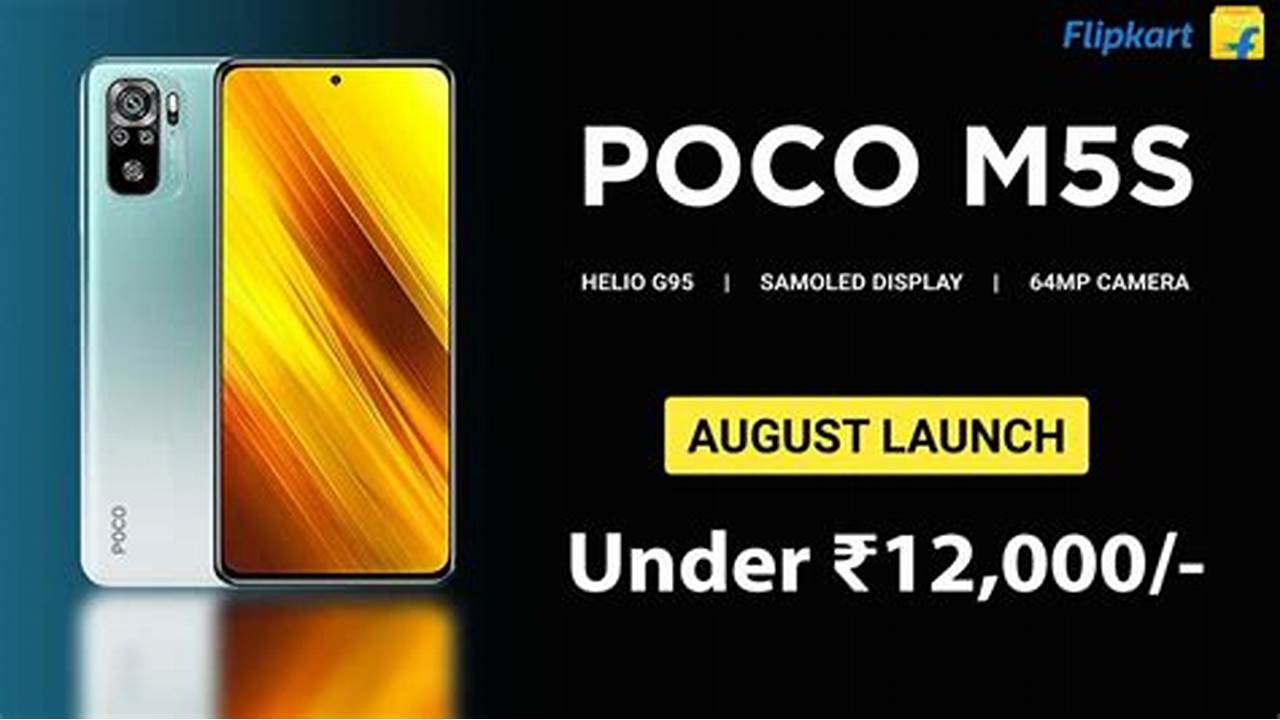 Flipkart
POCO M5S
HELIO G95 | SAMOLED DISPLAY | 64MP CAMERA
AUGUST LAUNCH
Under ₹12,000/-
POCO